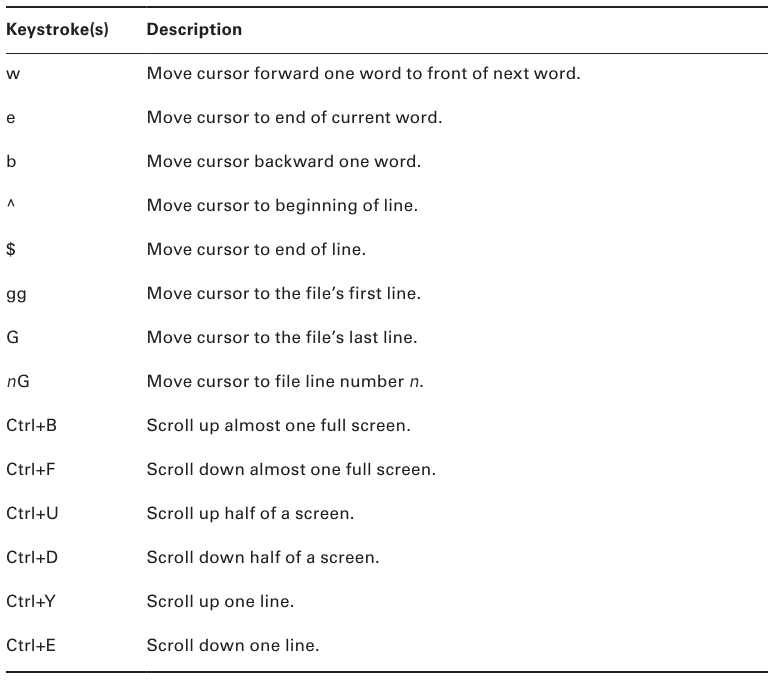 Keystroke(s) Description
w Move cursor forward one word to front of next word.
e Move cursor to end of current word.
b Move cursor backward one word.
^ Move cursor to beginning of line.
$ Move cursor to end of line.
gg Move cursor to the file’s first line.
G Move cursor to the file’s last line.
nG Move cursor to file line number n.
Ctrl+B Scroll up almost one full screen.
Ctrl+F Scroll down almost one full screen.
Ctrl+U Scroll up half of a screen.
Ctrl+D Scroll down half of a screen.
Ctrl+Y Scroll up one line.
Ctrl+E Scroll down one line.